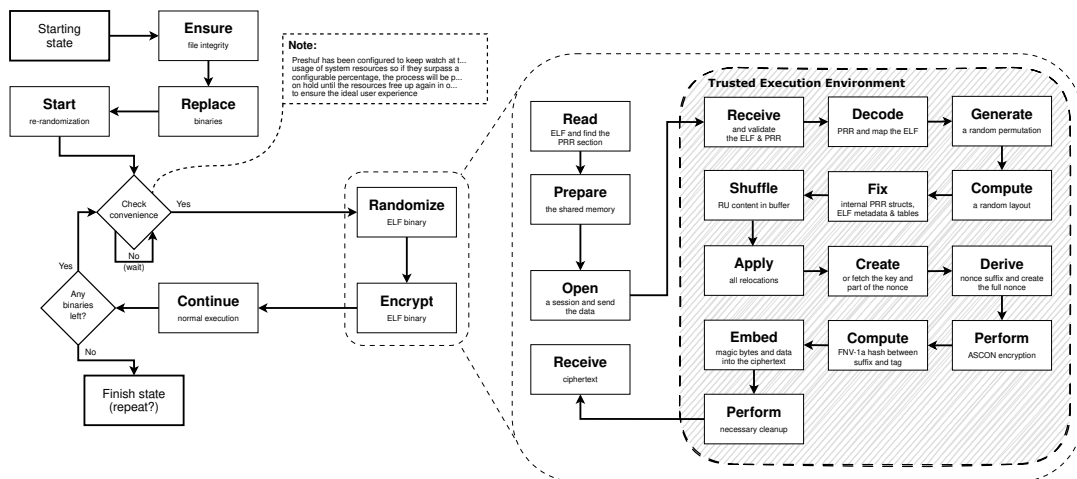 Starting
state
Ensure
file integrity
Replace
binaries
Start
re-randomization
Note:
Preshuf has been configured to keep watch at t...
usage of system resources so if they surpass a
configurable percentage, the process will be p...
on hold until the resources free up again in o...
to ensure the ideal user experience
Check
convenience
Yes
No
(wait)
Yes
Any
binaries
left?
No
Finish state
(repeat?)
Continue
normal execution
Randomize
ELF binary
Encrypt
ELF binary
Read
ELF and find the
PRR section
Prepare
the shared memory
Open
a session and send
the data
Receive
ciphertext
Trusted Execution Environment
Receive
and validate
the ELF & PRR
Decode
PRR and map the ELF
Generate
a random permutation
Compute
a random layout
Fix
internal PRR structs,
ELF metadata & tables
Shuffle
RU content in buffer
Apply
all relocations
Create
or fetch the key and
part of the nonce
Derive
nonce suffix and create
the full nonce
Perform
ASCON encryption
Compute
FNV-1a hash between
suffix and tag
Embed
magic bytes and data
into the ciphertext
Perform
necessary cleanup